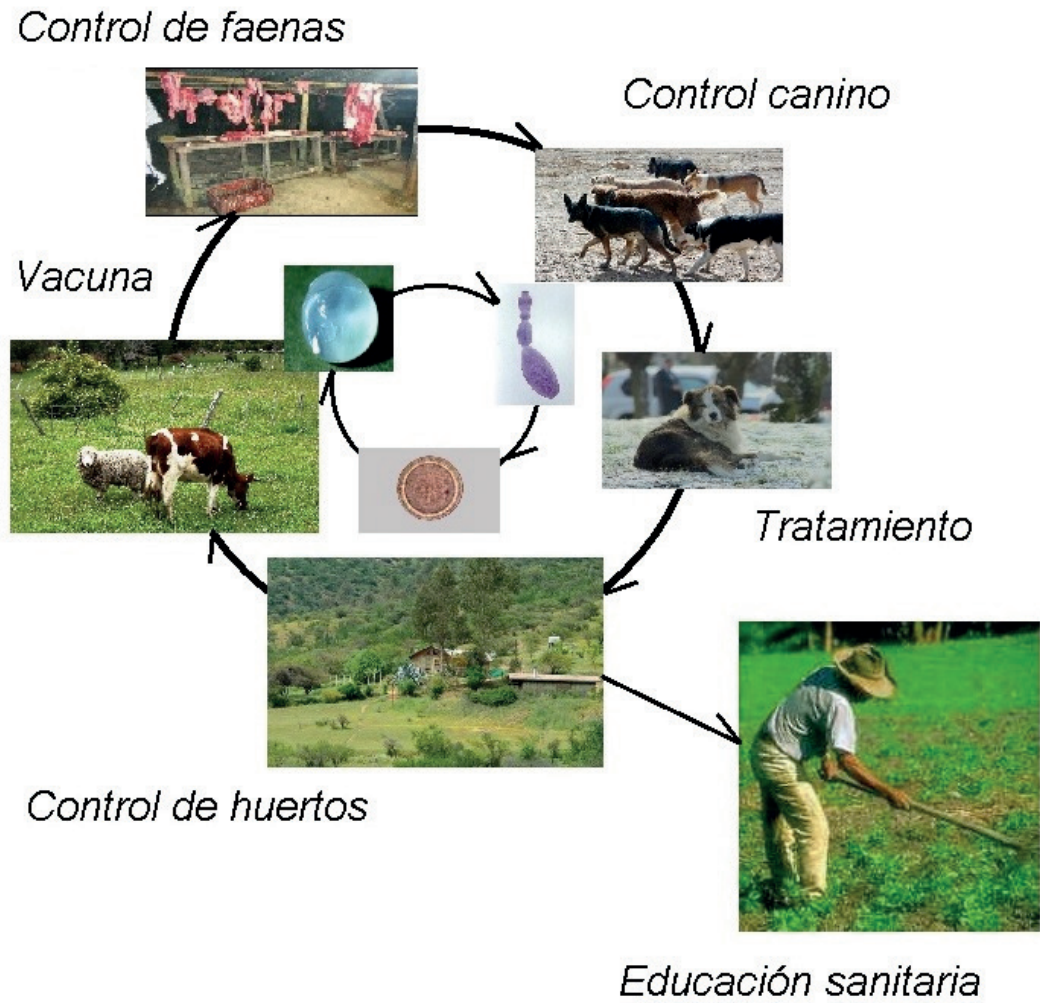 Control de faenas
Control canino
Vacuna
Tratamiento
Control de huertos
Educación sanitaria